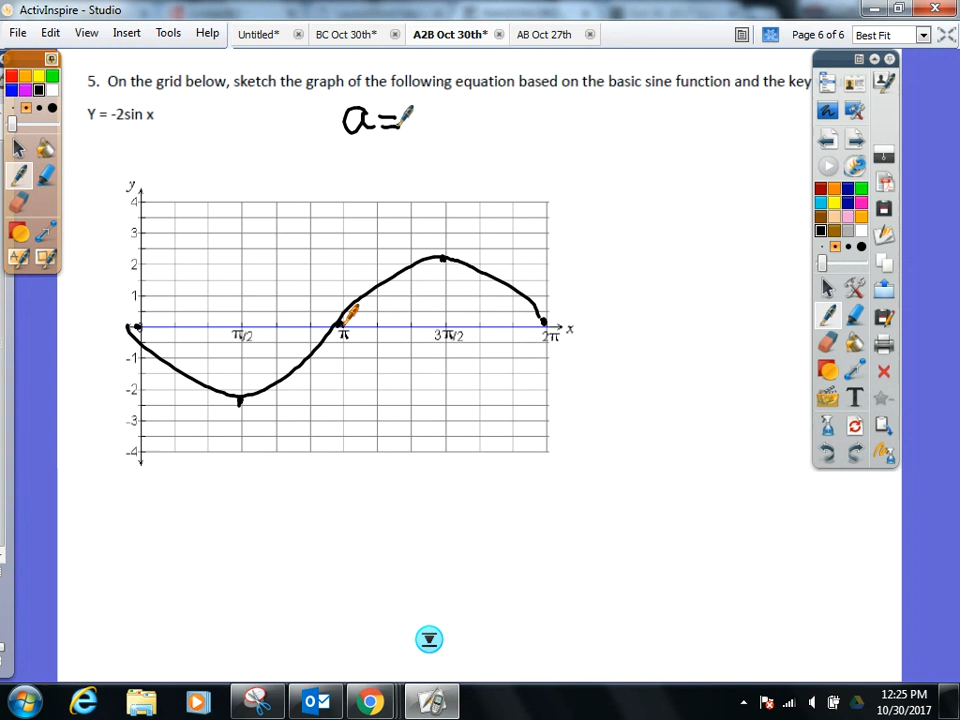 ActivInspire - Studio
File Edit View Insert Tools Help
Untitled* BC Oct 30th* A2B Oct 30th* AB Oct 27th
Page 6 of 6 Best Fit
5. On the grid below, sketch the graph of the following equation based on the basic sine function and the key
Y = -2sin x
a=
y
4
3
2
1
π/2 π 3π/2 2π x
-1
-2
-3
-4
12:25 PM
10/30/2017